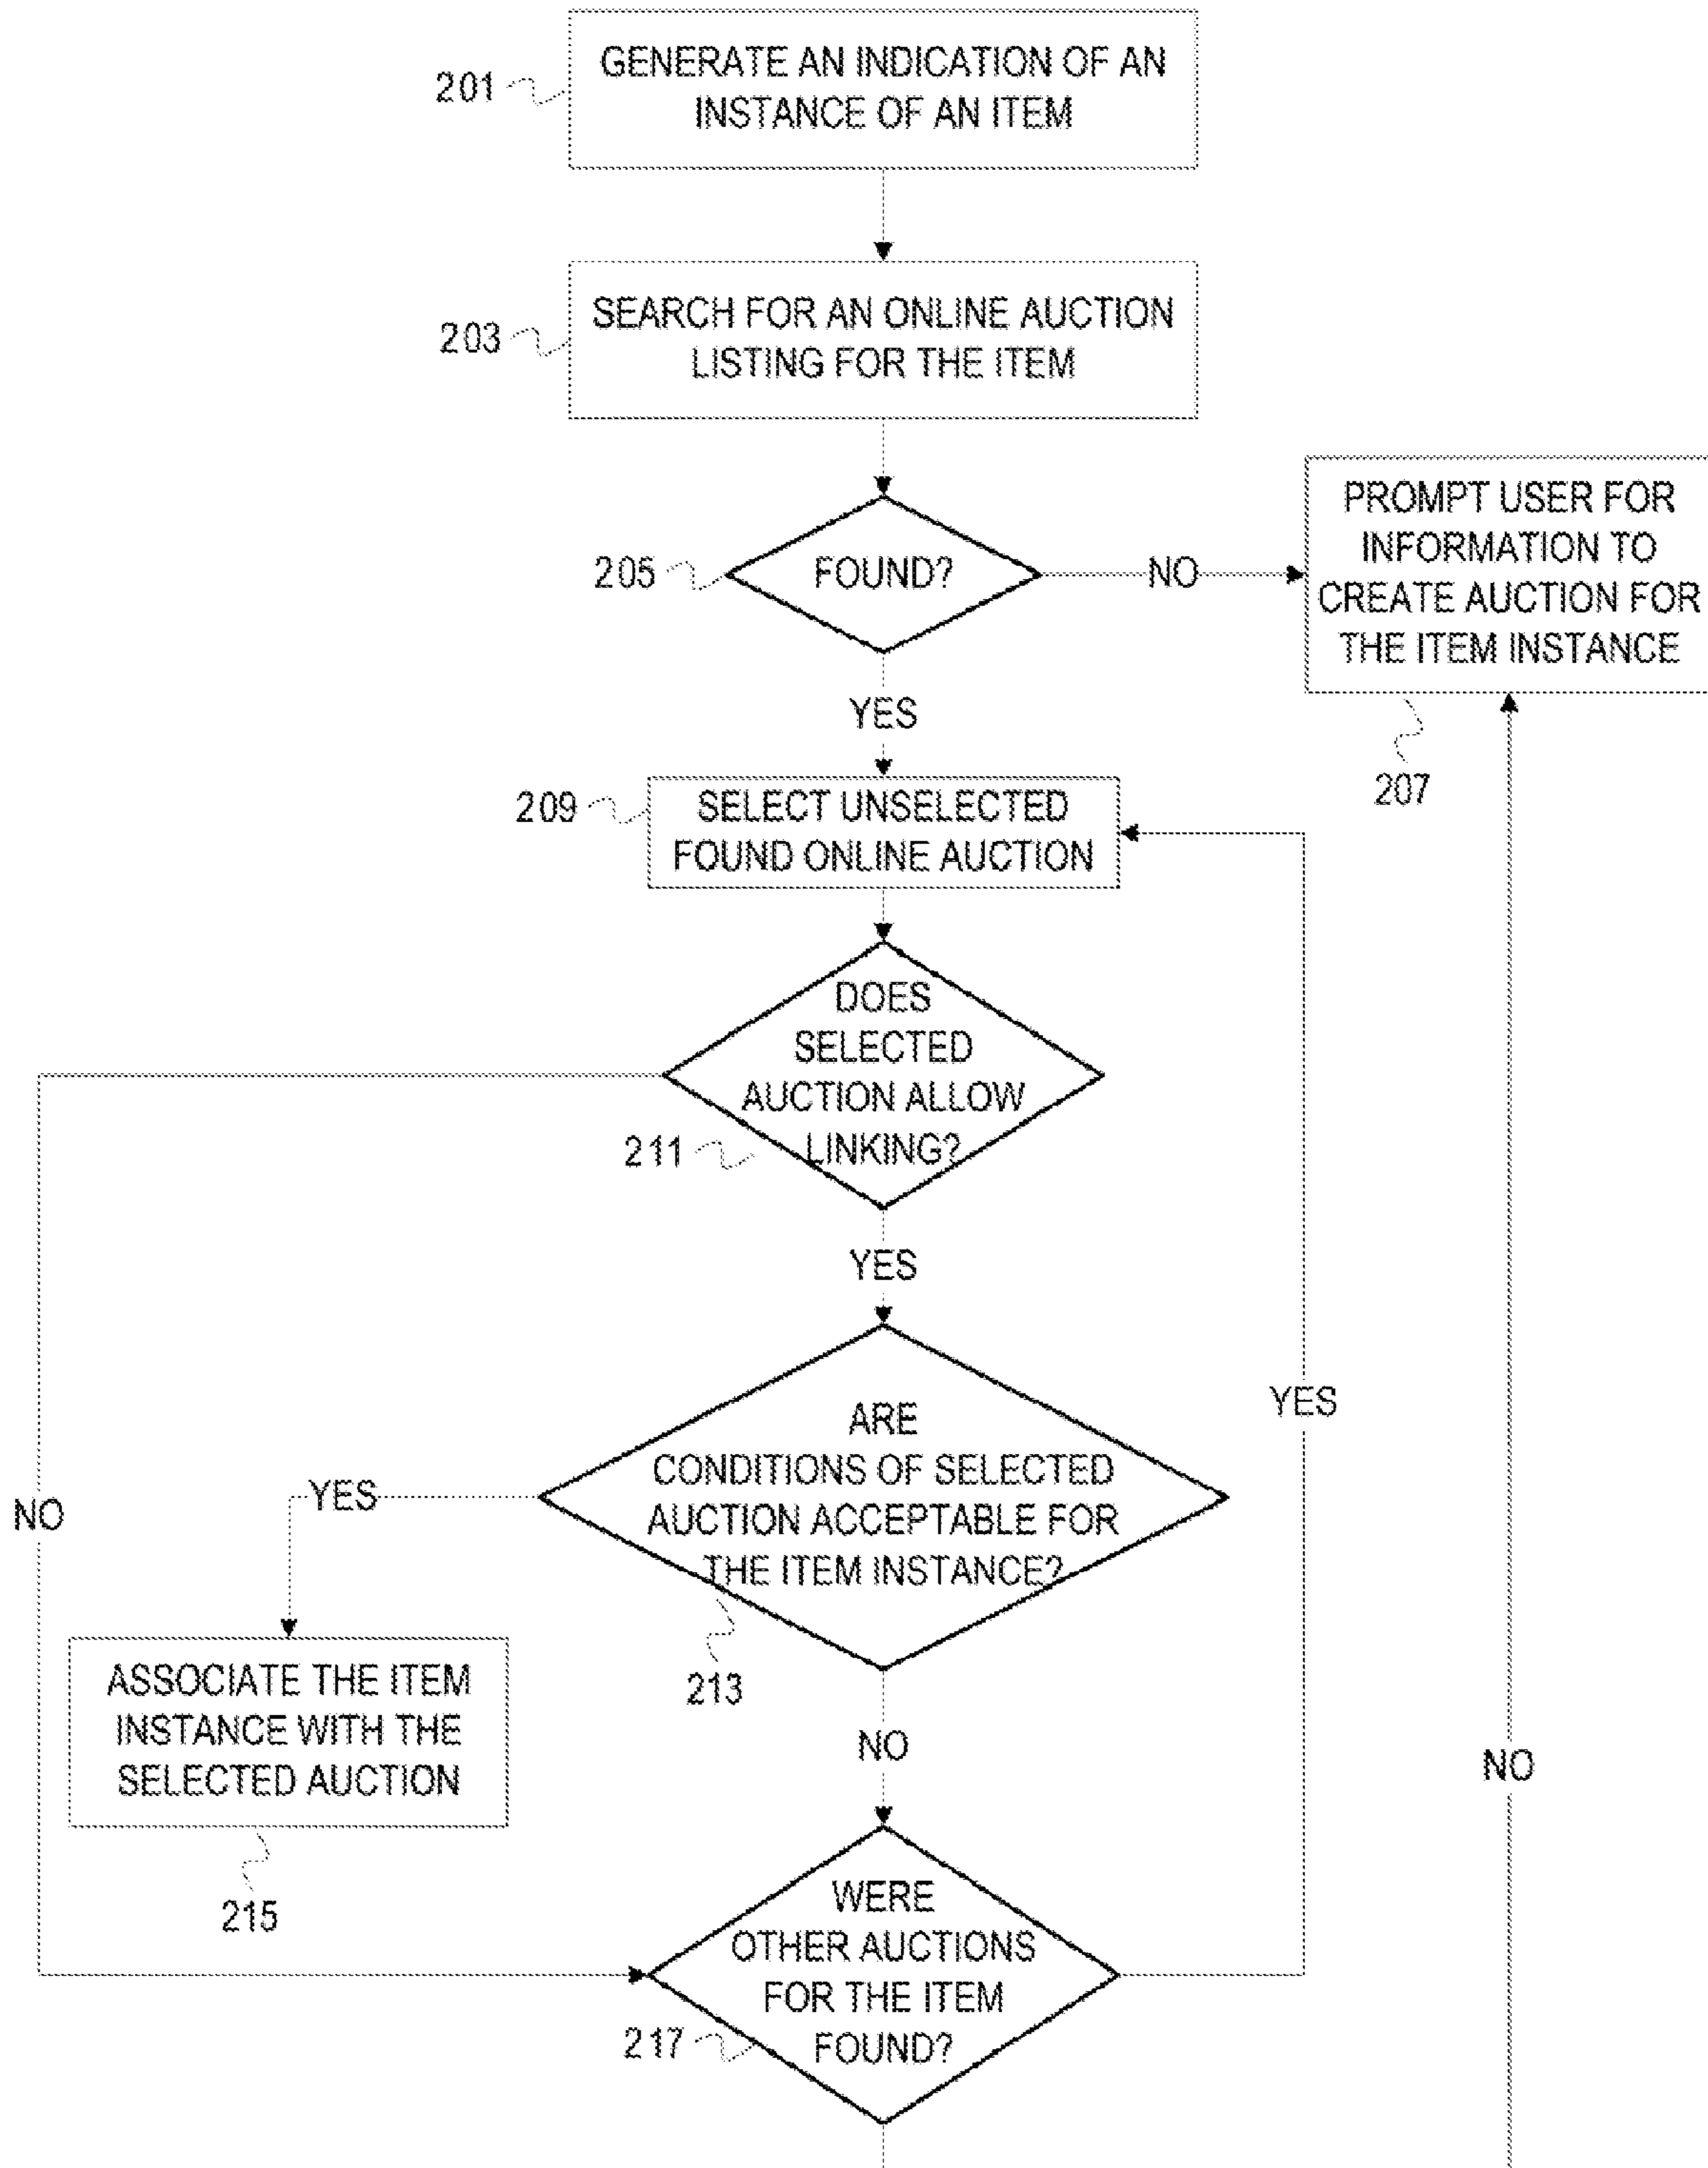 201
GENERATE AN INDICATION OF AN
INSTANCE OF AN ITEM
203
SEARCH FOR AN ONLINE AUCTION
LISTING FOR THE ITEM
205
FOUND?
NO
PROMPT USER FOR
INFORMATION TO
CREATE AUCTION FOR
THE ITEM INSTANCE
207
YES
209
SELECT UNSELECTED
FOUND ONLINE AUCTION
DOES
SELECTED
AUCTION ALLOW
LINKING?
211
YES
NO
ARE
CONDITIONS OF SELECTED
AUCTION ACCEPTABLE FOR
THE ITEM INSTANCE?
213
YES
YES
ASSOCIATE THE ITEM
INSTANCE WITH THE
SELECTED AUCTION
215
NO
NO
WERE
OTHER AUCTIONS
FOR THE ITEM
FOUND?
217